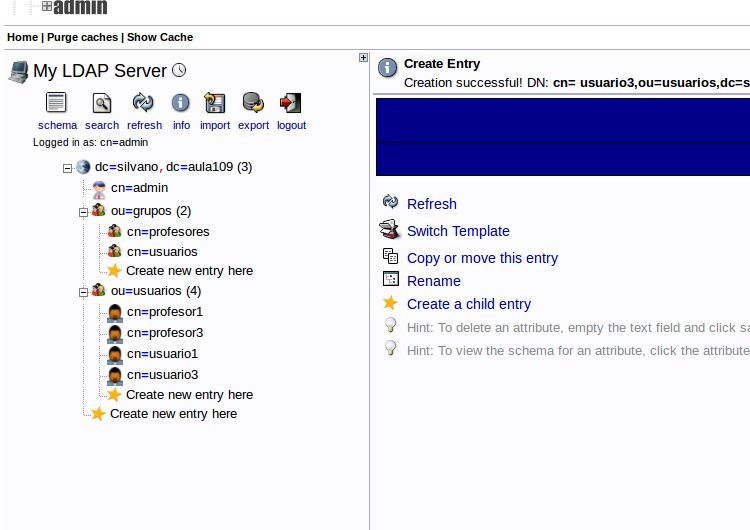 admin
Home | Purge caches | Show Cache
My LDAP Server
schema search refresh info import export logout
Logged in as: cn=admin
dc=silvano,dc=aula109 (3)
cn=admin
ou=grupos (2)
cn=profesores
cn=usuarios
Create new entry here
ou=usuarios (4)
cn=profesor1
cn=profesor3
cn=usuario1
cn=usuario3
Create new entry here
Create new entry here
Create Entry
Creation successful! DN: cn= usuario3,ou=usuarios,dc=s
Refresh
Switch Template
Copy or move this entry
Rename
Create a child entry
Hint: To delete an attribute, empty the text field and click sa
Hint: To view the schema for an attribute, click the attribute